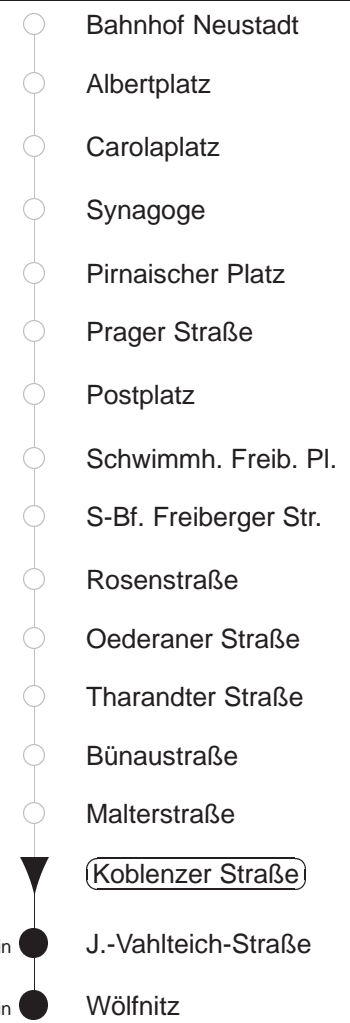 Bahnhof Neustadt
Albertplatz
Carolaplatz
Synagoge
Pirnaischer Platz
Prager Straße
Postplatz
Schwimmh. Freib. Pl.
S-Bf. Freiberger Str.
Rosenstraße
Oederaner Straße
Tharandter Straße
Bünaustraße
Malterstraße
Koblenzer Straße
J.-Vahlteich-Straße
Wölfnitz